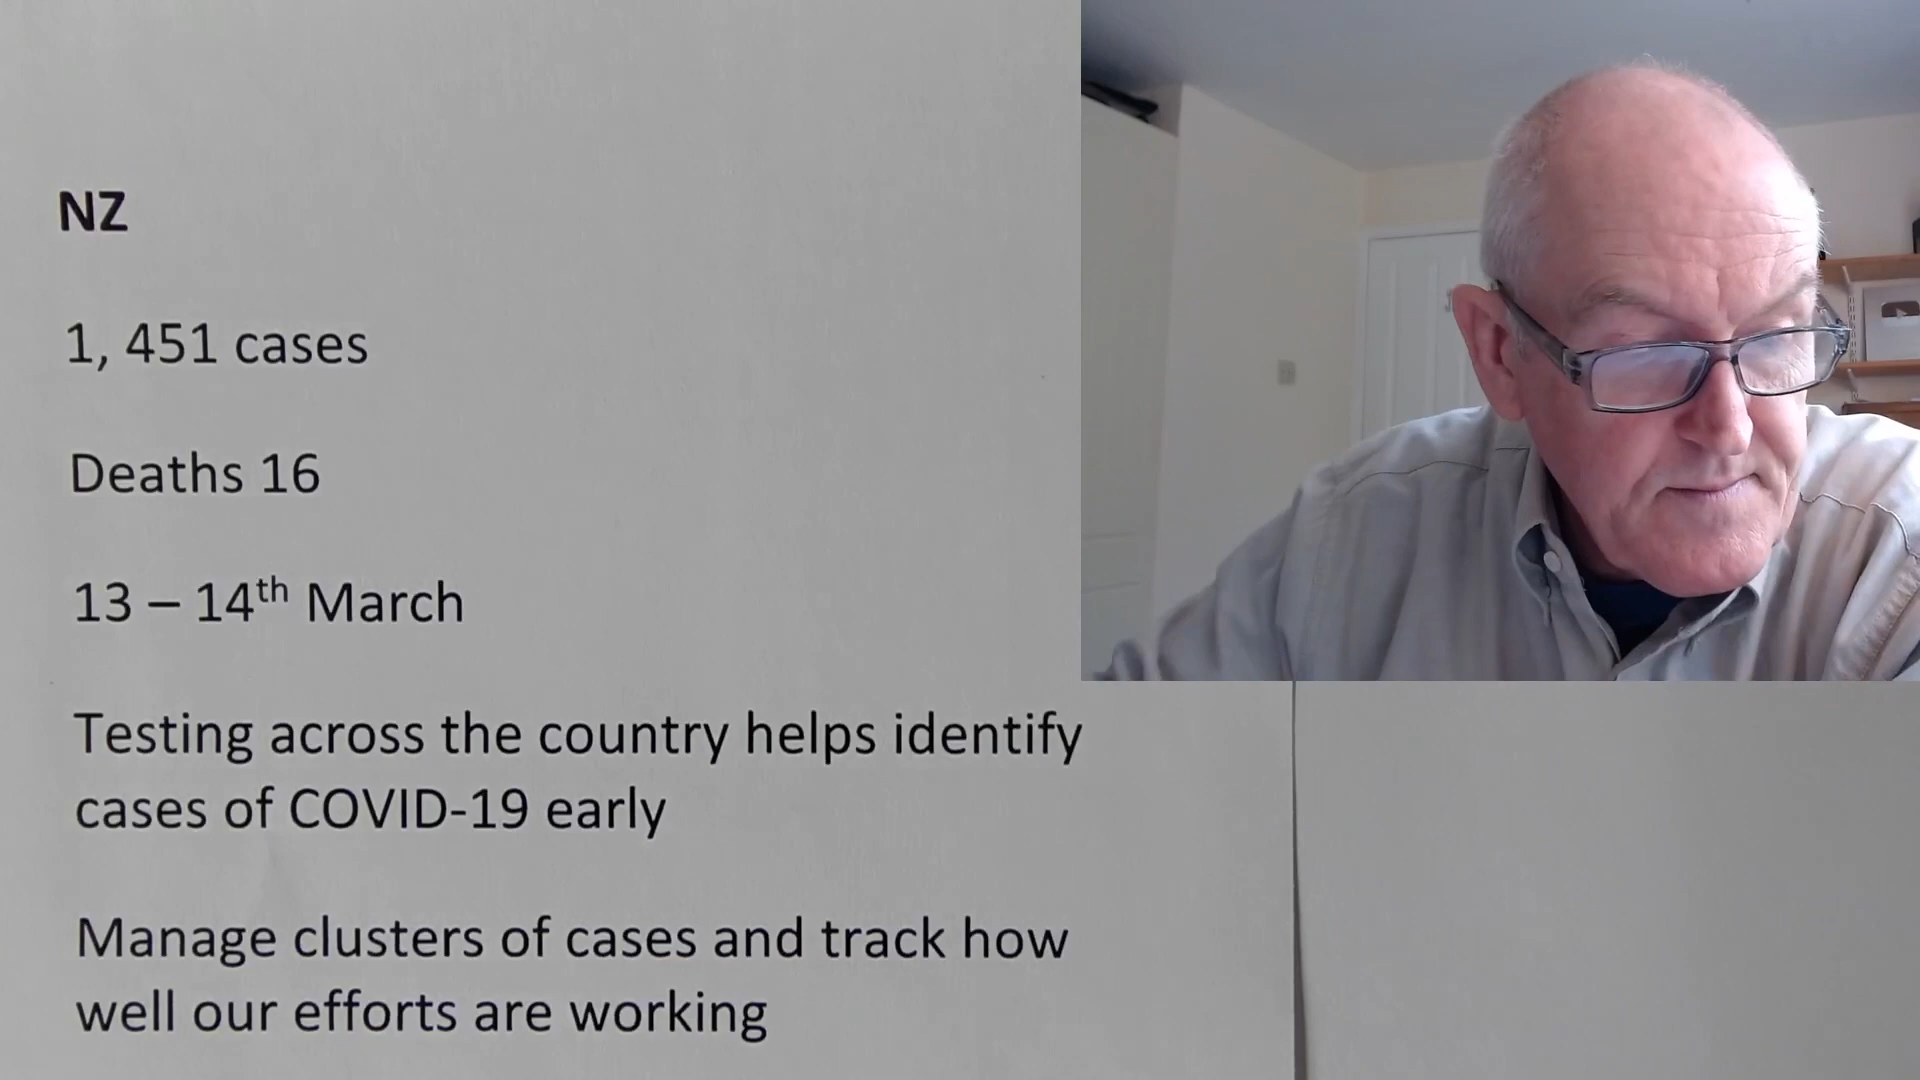 NZ
1, 451 cases
Deaths 16
13 – 14th March
Testing across the country helps identify
cases of COVID-19 early
Manage clusters of cases and track how
well our efforts are working